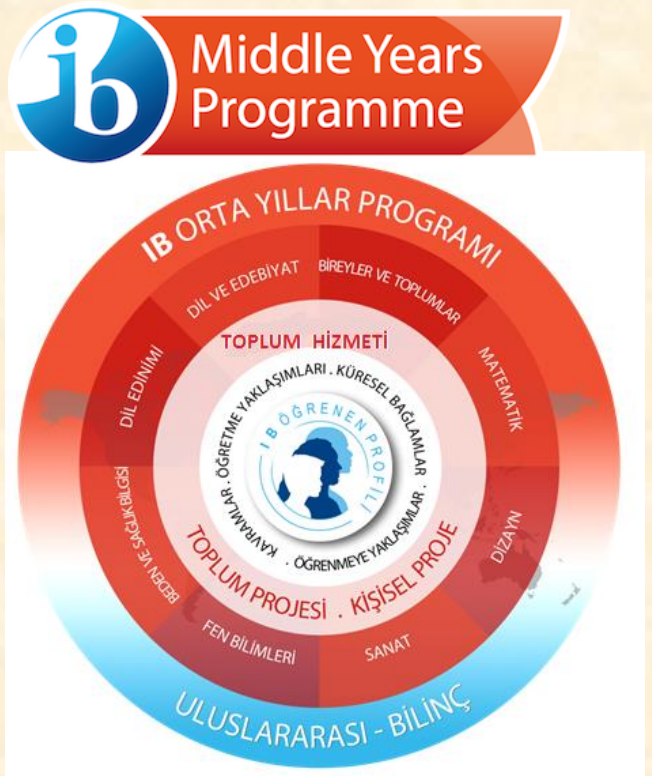 ib
Middle Years
Programme
IB ORTA YILLAR PROGRAMI
DİL VE EDEBİYAT
BİREYLER VE TOPLUMLAR
MATEMATİK
DİZAYN
SANAT
FEN BİLİMLERİ
BEDEN VE SAĞLIK BİLGİSİ
DİL EDİNİMİ
TOPLUM HİZMETİ
TOPLUM PROJESİ . KİŞİSEL PROJE
ÖĞRETME YAKLAŞIMLARI . KÜRESEL BAĞLAMLAR .
KAVRAMLAR . ÖĞRENMEYE YAKLAŞIMLAR .
IB ÖĞRENEN PROFİLİ
ULUSLARARASI - BİLİNÇ